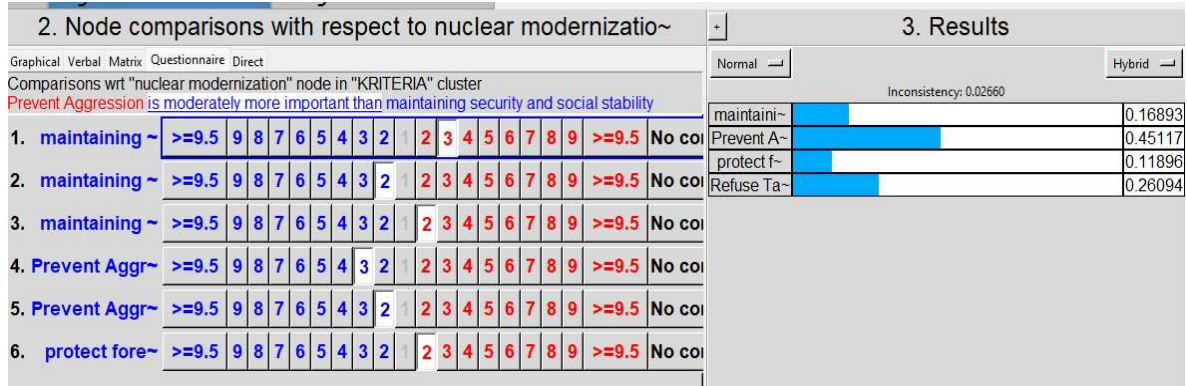 2. Node comparisons with respect to nuclear modernizatio~
Graphical Verbal Matrix Questionnaire Direct
Comparisons wrt "nuclear modernization" node in "KRITERIA" cluster
Prevent Aggression is moderately more important than maintaining security and social stability
1. maintaining ~ >=9.5 9 8 7 6 5 4 3 2 1 2 3 4 5 6 7 8 9 >=9.5 No co
2. maintaining ~ >=9.5 9 8 7 6 5 4 3 2 1 2 3 4 5 6 7 8 9 >=9.5 No co
3. maintaining ~ >=9.5 9 8 7 6 5 4 3 2 1 2 3 4 5 6 7 8 9 >=9.5 No co
4. Prevent Aggr~ >=9.5 9 8 7 6 5 4 3 2 1 2 3 4 5 6 7 8 9 >=9.5 No co
5. Prevent Aggr~ >=9.5 9 8 7 6 5 4 3 2 1 2 3 4 5 6 7 8 9 >=9.5 No co
6. protect fore~ >=9.5 9 8 7 6 5 4 3 2 1 2 3 4 5 6 7 8 9 >=9.5 No co
+ 3. Results
Normal Hybrid
Inconsistency: 0.02660
maintaini~ 0.16893
Prevent A~ 0.45117
protect f~ 0.11896
Refuse Ta~ 0.26094